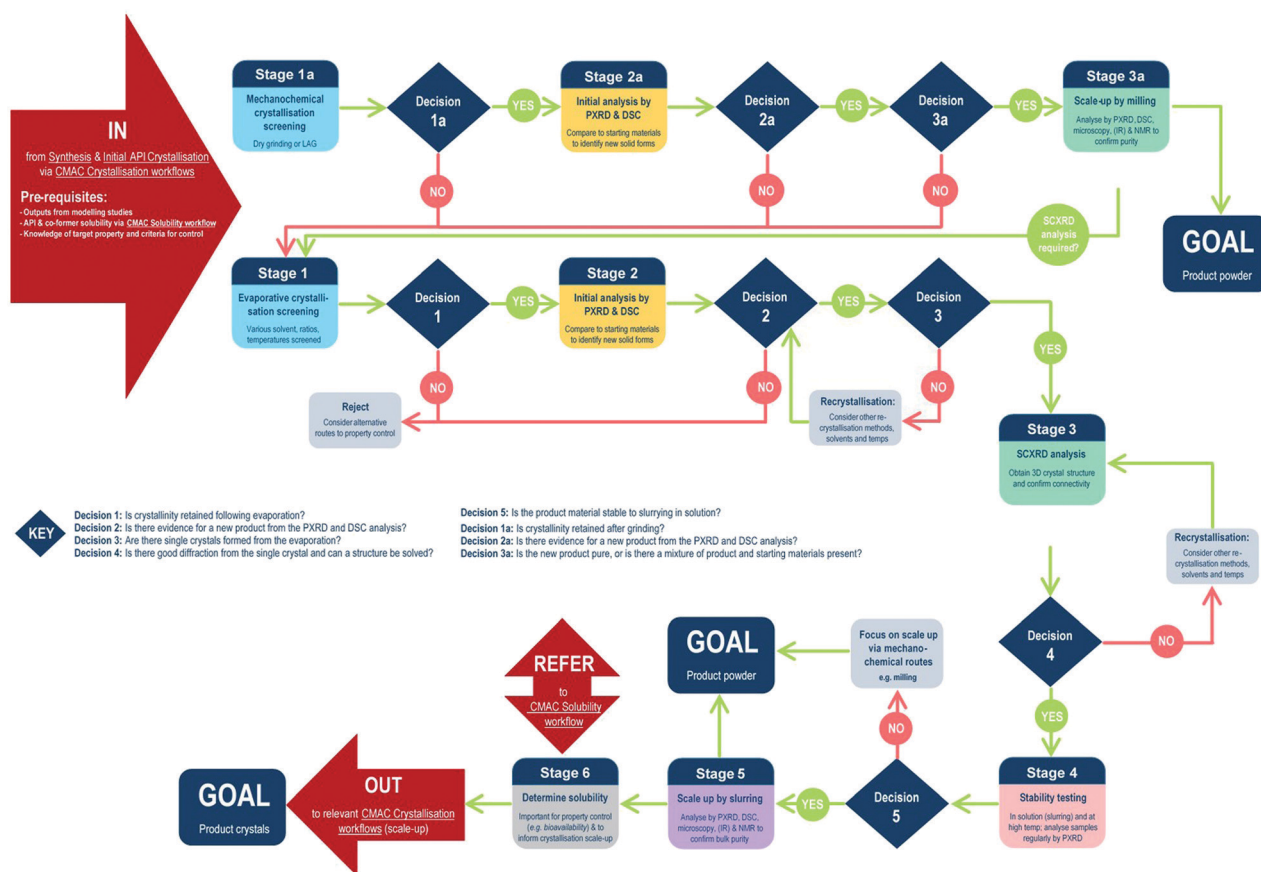 IN
from Synthesis & Initial API Crystallisation
via CMAC Crystallisation workflows
Pre-requisites:
- Outputs from modelling studies
- API & co-former solubility via CMAC Solubility workflow
- Knowledge of target property and criteria for control
Stage 1a
Mechanochemical
crystallisation
screening
Dry grinding or LAG
Decision
1a
YES
Stage 2a
Initial analysis by
PXRD & DSC
Compare to starting materials
to identify new solid forms
Decision
2a
YES
Decision
3a
YES
Stage 3a
Scale-up by milling
Analyse by PXRD, DSC,
microscopy, (IR) & NMR to
confirm purity
NO
NO
NO
SCXRD
analysis
required?
GOAL
Product powder
Stage 1
Evaporative crystalli-
sation screening
Various solvent, ratios,
temperatures screened
Decision
1
YES
Stage 2
Initial analysis by
PXRD & DSC
Compare to starting materials
to identify new solid forms
Decision
2
YES
Decision
3
YES
NO
NO
NO
Reject
Consider alternative
routes to property control
Recrystallisation:
Consider other re-
crystallisation methods,
solvents and temps
Stage 3
SCXRD analysis
Obtain 3D crystal structure
and confirm connectivity
KEY
Decision 1: Is crystallinity retained following evaporation?
Decision 2: Is there evidence for a new product from the PXRD and DSC analysis?
Decision 3: Are there single crystals formed from the evaporation?
Decision 4: Is there good diffraction from the single crystal and can a structure be solved?
Decision 5: Is the product material stable to slurrying in solution?
Decision 1a: Is crystallinity retained after grinding?
Decision 2a: Is there evidence for a new product from the PXRD and DSC analysis?
Decision 3a: Is the new product pure, or is there a mixture of product and starting materials present?
Recrystallisation:
Consider other re-
crystallisation methods,
solvents and temps
Decision
4
NO
YES
GOAL
Product powder
Focus on scale up
via mechano-
chemical routes
e.g. milling
REFER
to
CMAC Solubility
workflow
NO
Stage 4
Stability testing
In solution (slurring) and at
high temp; analyse samples
regularly by PXRD
Decision
5
YES
Stage 5
Scale up by slurring
Analyse by PXRD, DSC,
microscopy, (IR) & NMR to
confirm bulk purity
Stage 6
Determine solubility
Important for property control
(e.g. bioavailability) & to
inform crystallisation scale-up
OUT
to relevant CMAC Crystallisation
workflows (scale-up)
GOAL
Product crystals